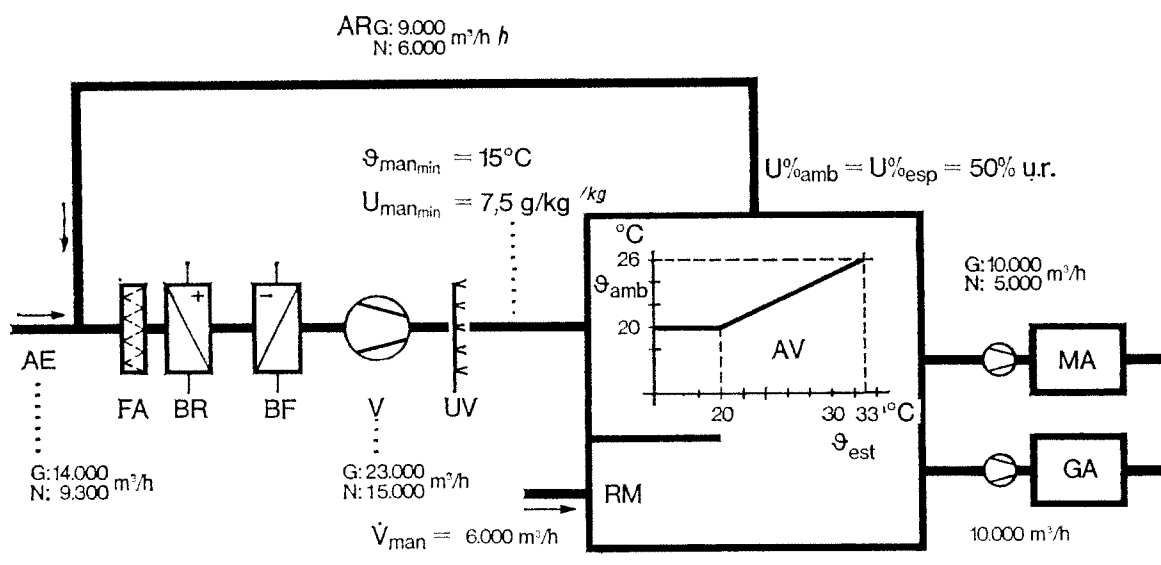 ARG: 9.000 m³/h h
N: 6.000
ϑman min = 15°C
Uman min = 7,5 g/kg /kg
U%amb = U%esp = 50% u.r.
°C
26
ϑamb
20
AV
20 30 33 °C
ϑest
G: 10.000 m³/h
N: 5.000
MA
GA
10.000 m³/h
AE
FA
+
BR
−
BF
V
UV
G: 14.000 m³/h
N: 9.300
G: 23.000 m³/h
N: 15.000
RM
V̇man = 6.000 m³/h